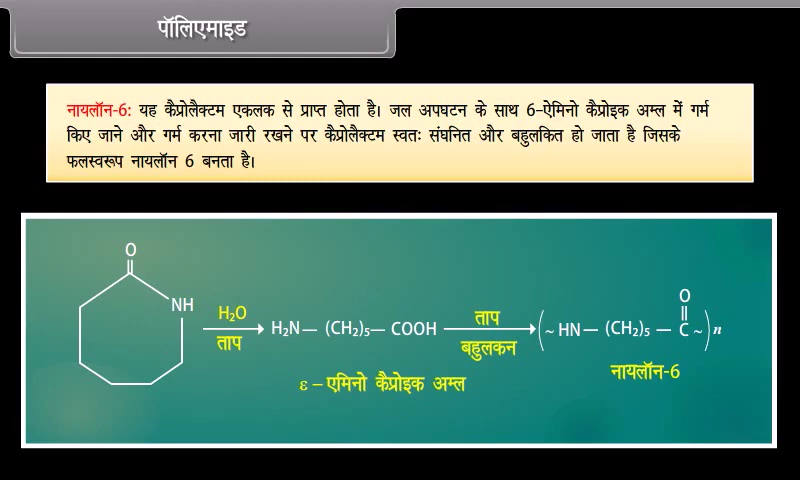 पॉलिएमाइड
नायलॉन-6: यह कैप्रोलैक्टम एकलक से प्राप्त होता है। जल अपघटन के साथ 6-ऐमिनो कैप्रोइक अम्ल में गर्म
किए जाने और गर्म करना जारी रखने पर कैप्रोलैक्टम स्वतः संघनित और बहुलकित हो जाता है जिसके
फलस्वरूप नायलॉन 6 बनता है।
O
NH
H₂O
ताप
H₂N— (CH₂)₅— COOH
ताप
बहुलकन
O
(~ HN— (CH₂)₅ — C ~)n
ε – एमिनो कैप्रोइक अम्ल
नायलॉन-6